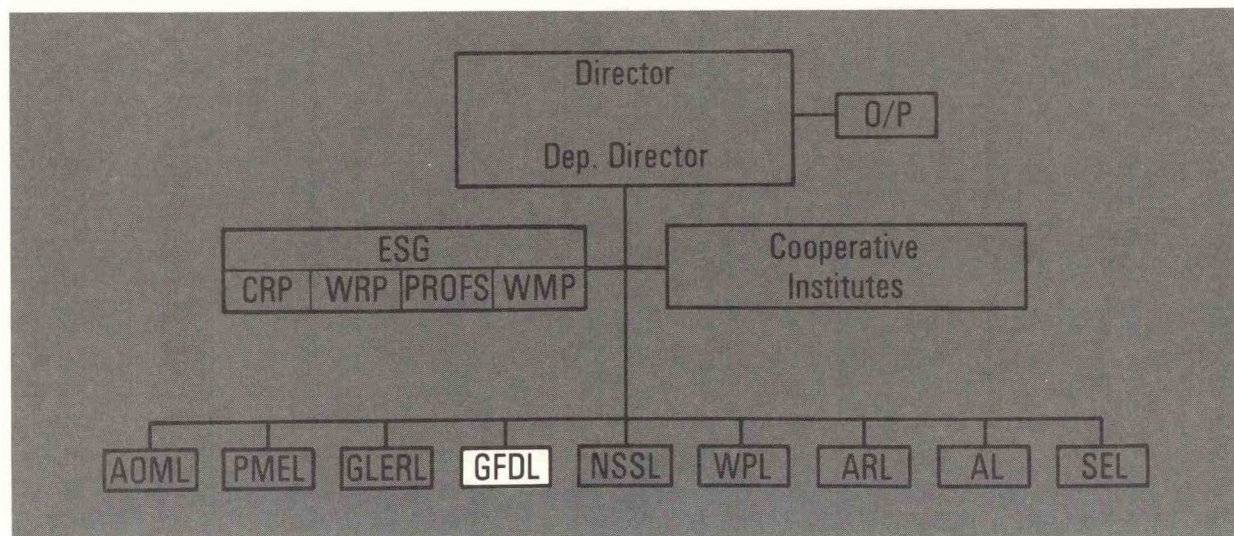 Director
O/P
Dep. Director
ESG
CRP WRP PROFS WMP
Cooperative
Institutes
AOML PMEL GLERL GFDL NSSL WPL ARL AL SEL